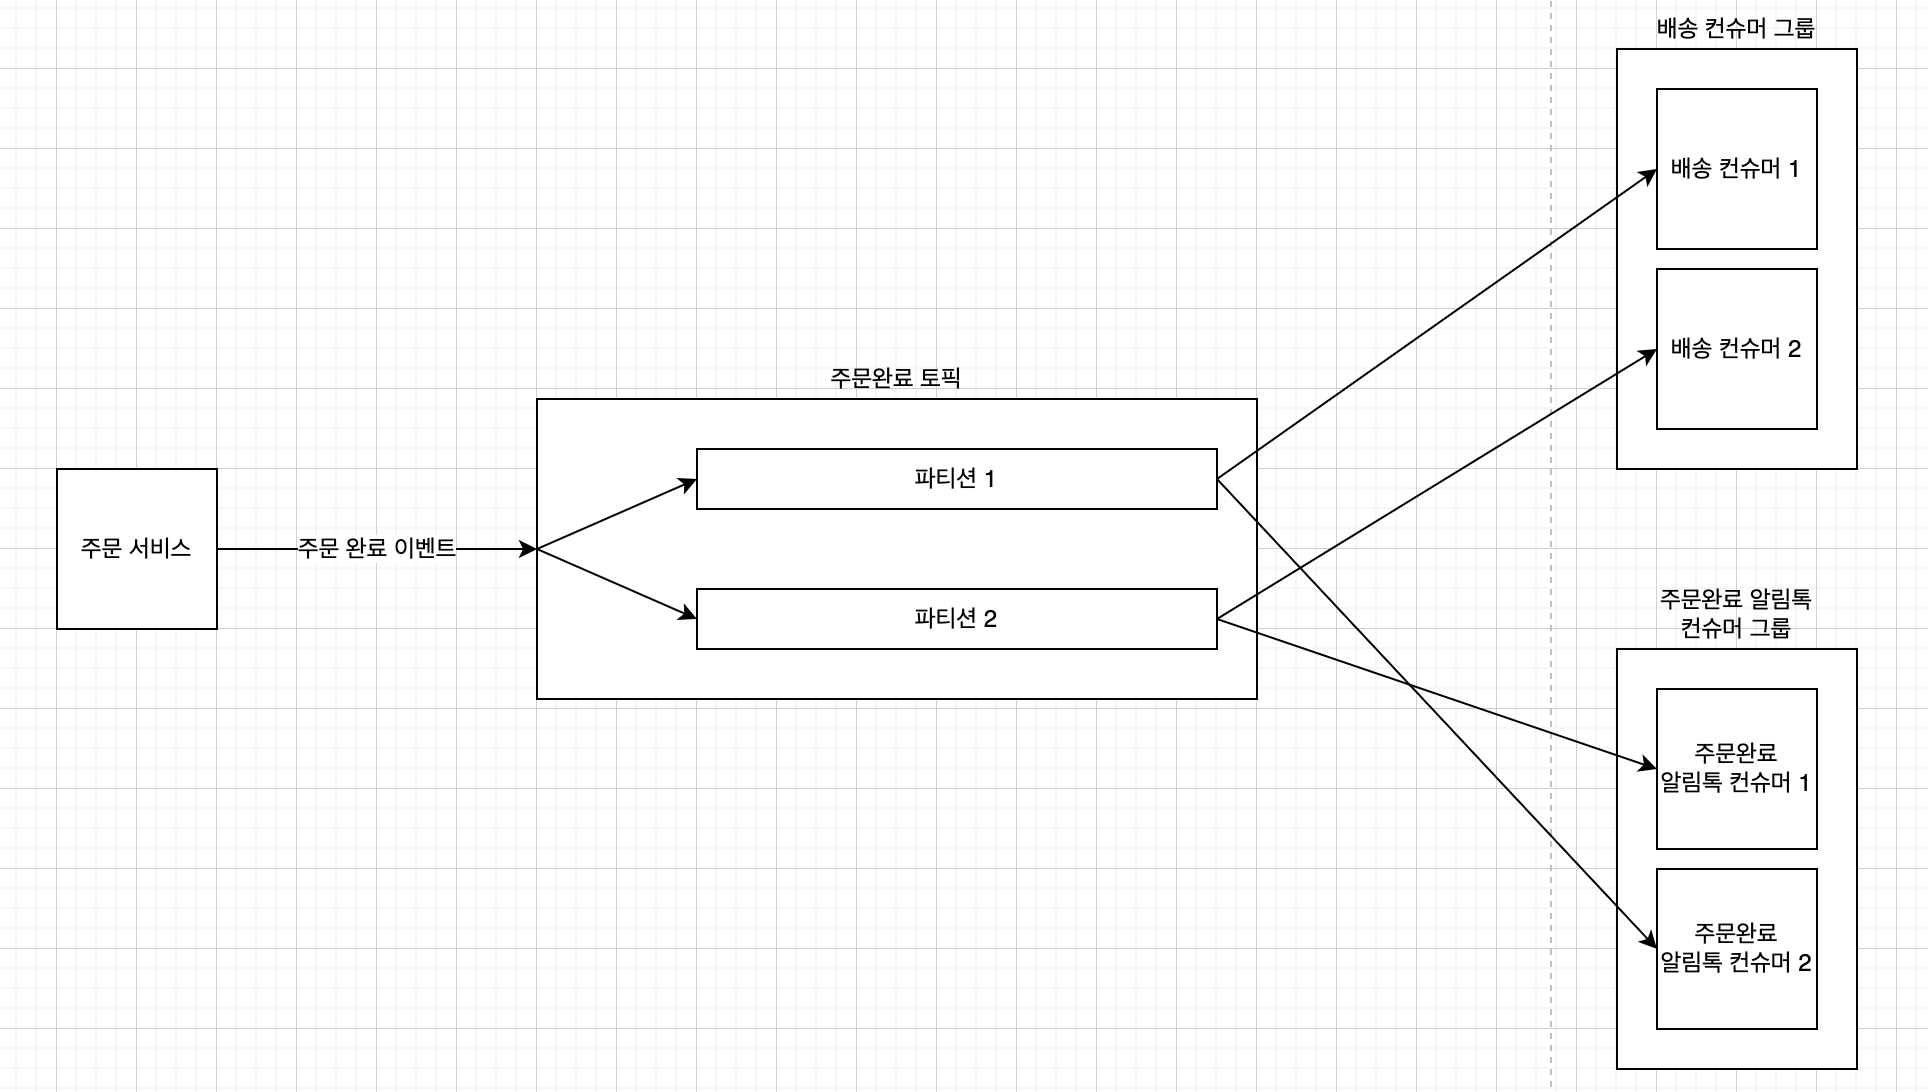 배송 컨슈머 그룹
배송 컨슈머 1
배송 컨슈머 2
주문완료 토픽
파티션 1
주문 서비스
주문 완료 이벤트
파티션 2
주문완료 알림톡
컨슈머 그룹
주문완료
알림톡 컨슈머 1
주문완료
알림톡 컨슈머 2